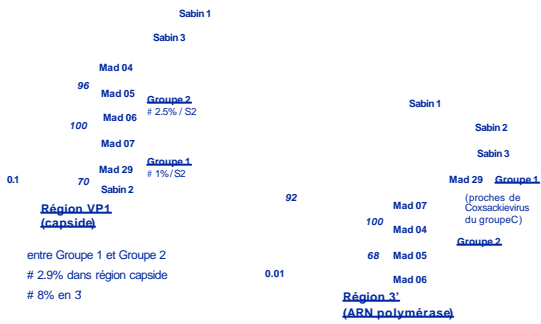 Sabin 1
Sabin 3
Mad 04
96
Mad 05
Groupe 2
# 2.5% / S2
Mad 06
100
Mad 07
Mad 29
Groupe 1
# 1%/S2
0.1
70
Sabin 2
Région VP1
(capside)
entre Groupe 1 et Groupe 2
# 2.9% dans région capside
# 8% en 3'
Sabin 1
Sabin 2
Sabin 3
Mad 29 Groupe 1
(proches de
Coxsackievirus
du groupeC)
92
Mad 07
100
Mad 04
Groupe 2
68
Mad 05
0.01
Mad 06
Région 3'
(ARN polymérase)